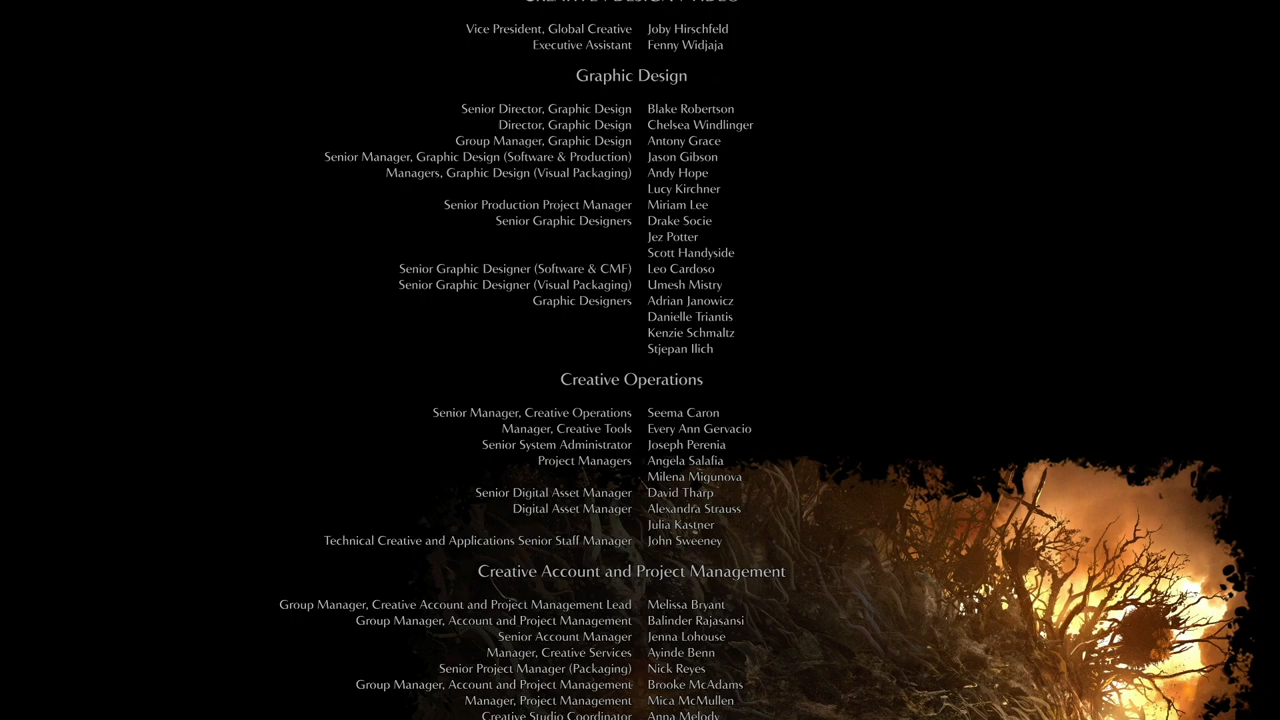 CREATIVE, DESIGN & VIDEO
Vice President, Global Creative Joby Hirschfeld
Executive Assistant Fenny Widjaja
Graphic Design
Senior Director, Graphic Design Blake Robertson
Director, Graphic Design Chelsea Windlinger
Group Manager, Graphic Design Antony Grace
Senior Manager, Graphic Design (Software & Production) Jason Gibson
Managers, Graphic Design (Visual Packaging) Andy Hope
Lucy Kirchner
Senior Production Project Manager Miriam Lee
Senior Graphic Designers Drake Socie
Jez Potter
Scott Handyside
Senior Graphic Designer (Software & CMF) Leo Cardoso
Senior Graphic Designer (Visual Packaging) Umesh Mistry
Graphic Designers Adrian Janowicz
Danielle Triantis
Kenzie Schmaltz
Stjepan Ilich
Creative Operations
Senior Manager, Creative Operations Seema Caron
Manager, Creative Tools Every Ann Gervacio
Senior System Administrator Joseph Perenia
Project Managers Angela Salafia
Milena Migunova
Senior Digital Asset Manager David Tharp
Digital Asset Manager Alexandra Strauss
Julia Kastner
Technical Creative and Applications Senior Staff Manager John Sweeney
Creative Account and Project Management
Group Manager, Creative Account and Project Management Lead Melissa Bryant
Group Manager, Account and Project Management Balinder Rajasansi
Senior Account Manager Jenna Lohouse
Manager, Creative Services Ayinde Benn
Senior Project Manager (Packaging) Nick Reyes
Group Manager, Account and Project Management Brooke McAdams
Manager, Project Management Mica McMullen
Creative Studio Coordinator Anna Melody